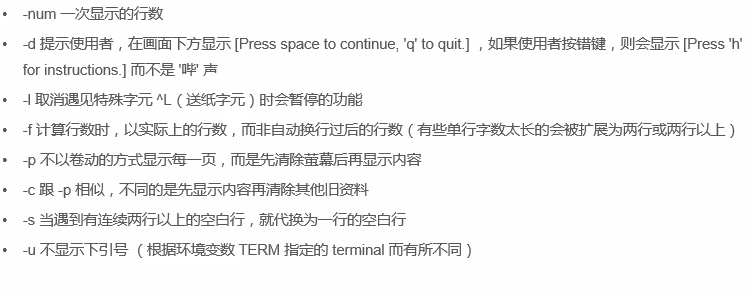 • -num 一次显示的行数
• -d 提示使用者，在画面下方显示 [Press space to continue, 'q' to quit.] ，如果使用者按错键，则会显示 [Press 'h'
for instructions.] 而不是 '哔' 声
• -l 取消遇见特殊字元 ^L（送纸字元）时会暂停的功能
• -f 计算行数时，以实际上的行数，而非自动换行过后的行数（有些单行字数太长的会被扩展为两行或两行以上）
• -p 不以卷动的方式显示每一页，而是先清除萤幕后再显示内容
• -c 跟 -p 相似，不同的是先显示内容再清除其他旧资料
• -s 当遇到有连续两行以上的空白行，就代换为一行的空白行
• -u 不显示下引号 （根据环境变数 TERM 指定的 terminal 而有所不同）